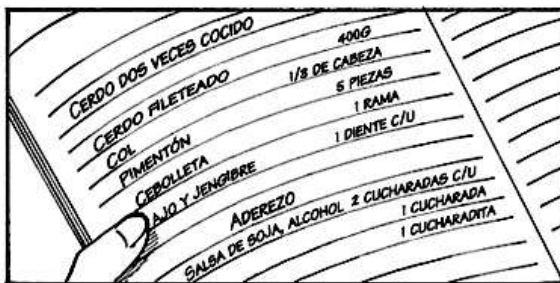 CERDO DOS VECES COCIDO
CERDO FILETEADO 400G
COL 1/8 DE CABEZA
PIMENTÓN 5 PIEZAS
CEBOLLETA 1 RAMA
AJO Y JENGIBRE 1 DIENTE C/U
ADEREZO
SALSA DE SOJA, ALCOHOL 2 CUCHARADAS C/U
1 CUCHARADA
1 CUCHARADITA